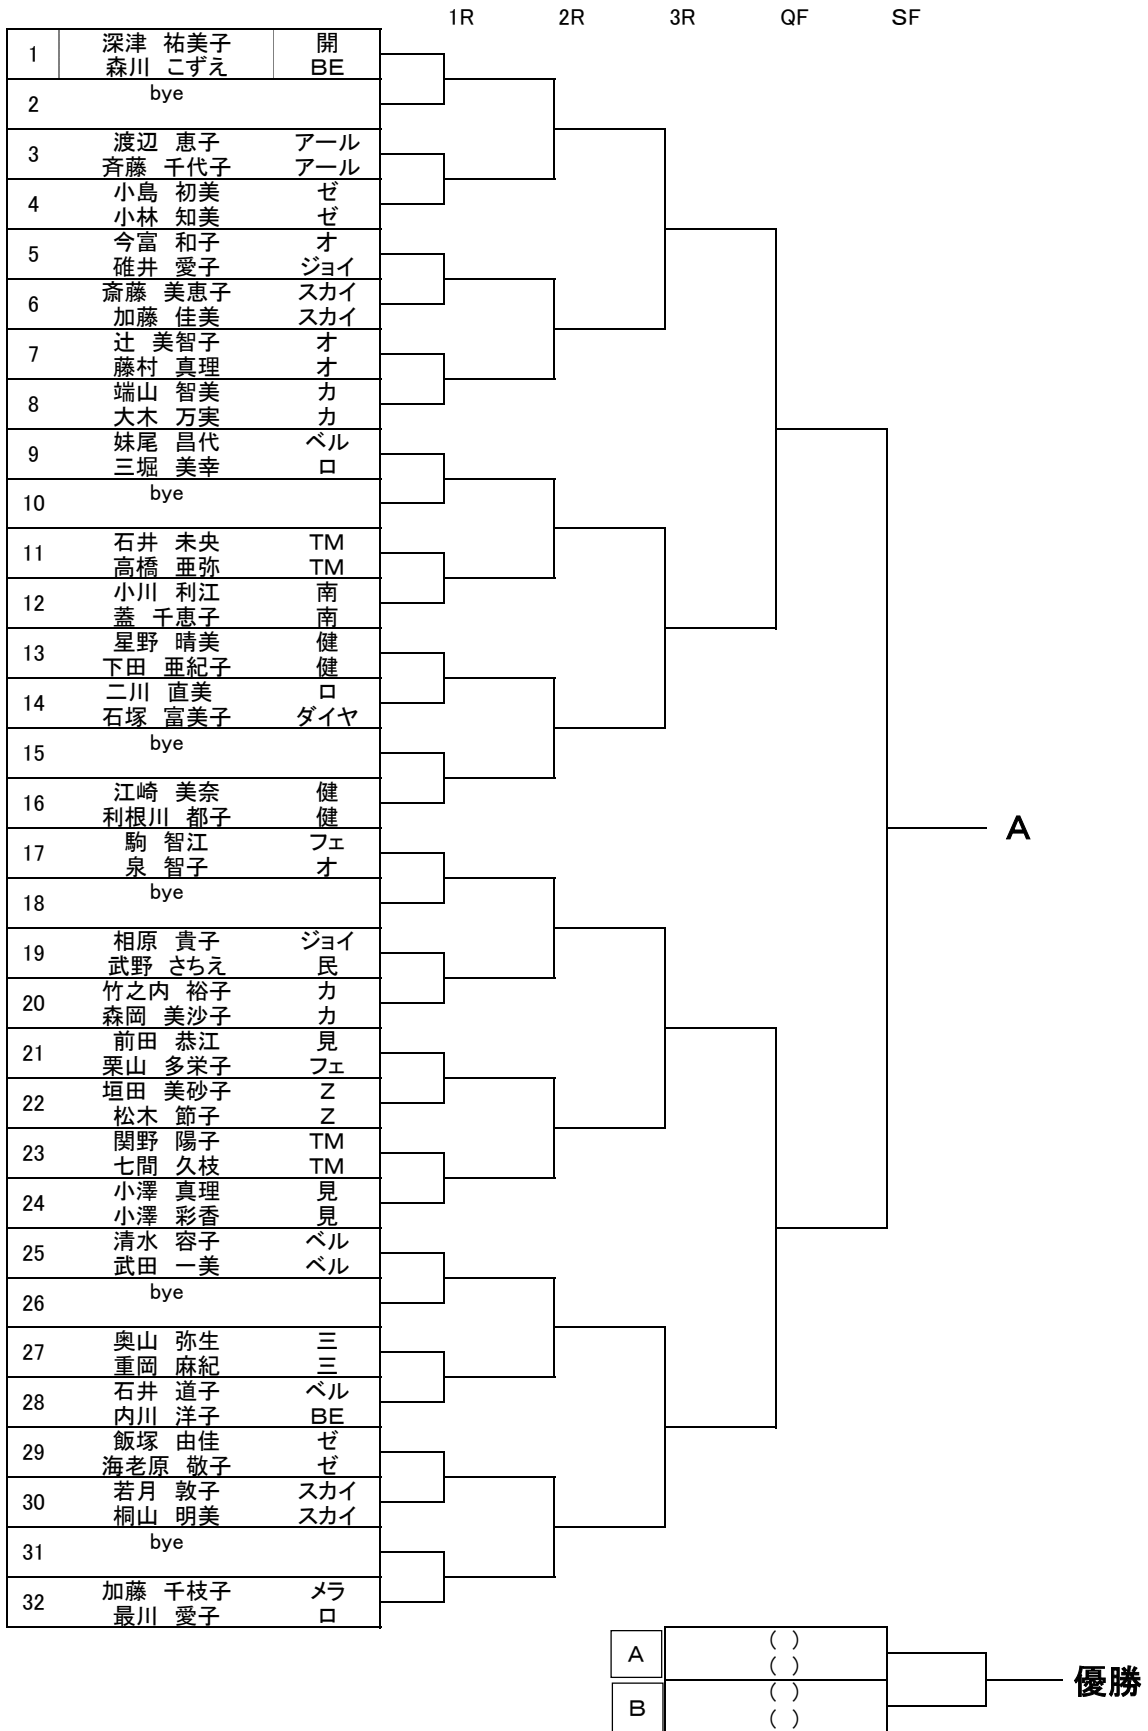 1R 2R 3R QF SF
1 深津 祐美子 開
森川 こずえ BE
2 bye
3 渡辺 恵子 アール
斉藤 千代子 アール
4 小島 初美 ゼ
小林 知美 ゼ
5 今富 和子 オ
碓井 愛子 ジョイ
6 斎藤 美恵子 スカイ
加藤 佳美 スカイ
7 辻 美智子 オ
藤村 真理 オ
8 端山 智美 カ
大木 万実 カ
9 妹尾 昌代 ベル
三堀 美幸 ロ
10 bye
11 石井 未央 TM
高橋 亜弥 TM
12 小川 利江 南
蓋 千恵子 南
13 星野 晴美 健
下田 亜紀子 健
14 二川 直美 ロ
石塚 富美子 ダイヤ
15 bye
16 江崎 美奈 健
利根川 都子 健
A
17 駒 智江 フェ
泉 智子 オ
18 bye
19 相原 貴子 ジョイ
武野 さちえ 民
20 竹之内 裕子 カ
森岡 美沙子 カ
21 前田 恭江 見
栗山 多栄子 フェ
22 垣田 美砂子 Z
松木 節子 Z
23 関野 陽子 TM
七間 久枝 TM
24 小澤 真理 見
小澤 彩香 見
25 清水 容子 ベル
武田 一美 ベル
26 bye
27 奥山 弥生 三
重岡 麻紀 三
28 石井 道子 ベル
内川 洋子 BE
29 飯塚 由佳 ゼ
海老原 敬子 ゼ
30 若月 敦子 スカイ
桐山 明美 スカイ
31 bye
32 加藤 千枝子 メラ
最川 愛子 ロ
A ( )
( )
優勝
B ( )
( )